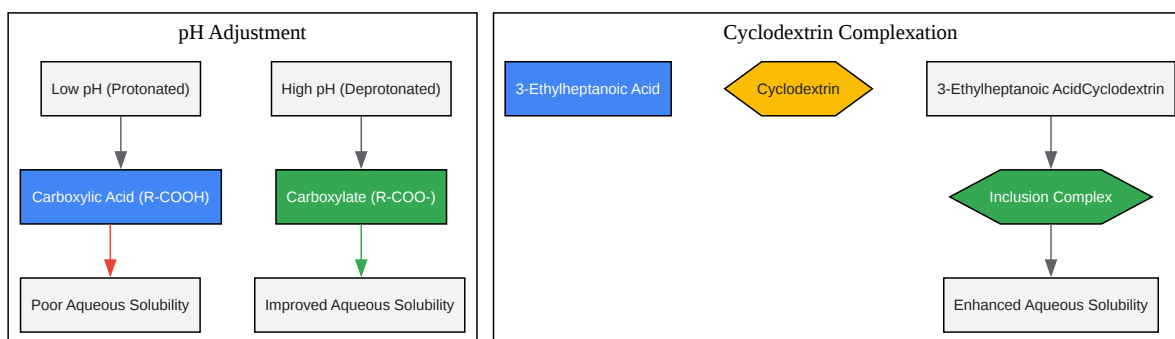 pH Adjustment
Low pH (Protonated)
High pH (Deprotonated)
Carboxylic Acid (R-COOH)
Carboxylate (R-COO-)
Poor Aqueous Solubility
Improved Aqueous Solubility
Cyclodextrin Complexation
3-Ethylheptanoic Acid
Cyclodextrin
3-Ethylheptanoic AcidCyclodextrin
Inclusion Complex
Enhanced Aqueous Solubility